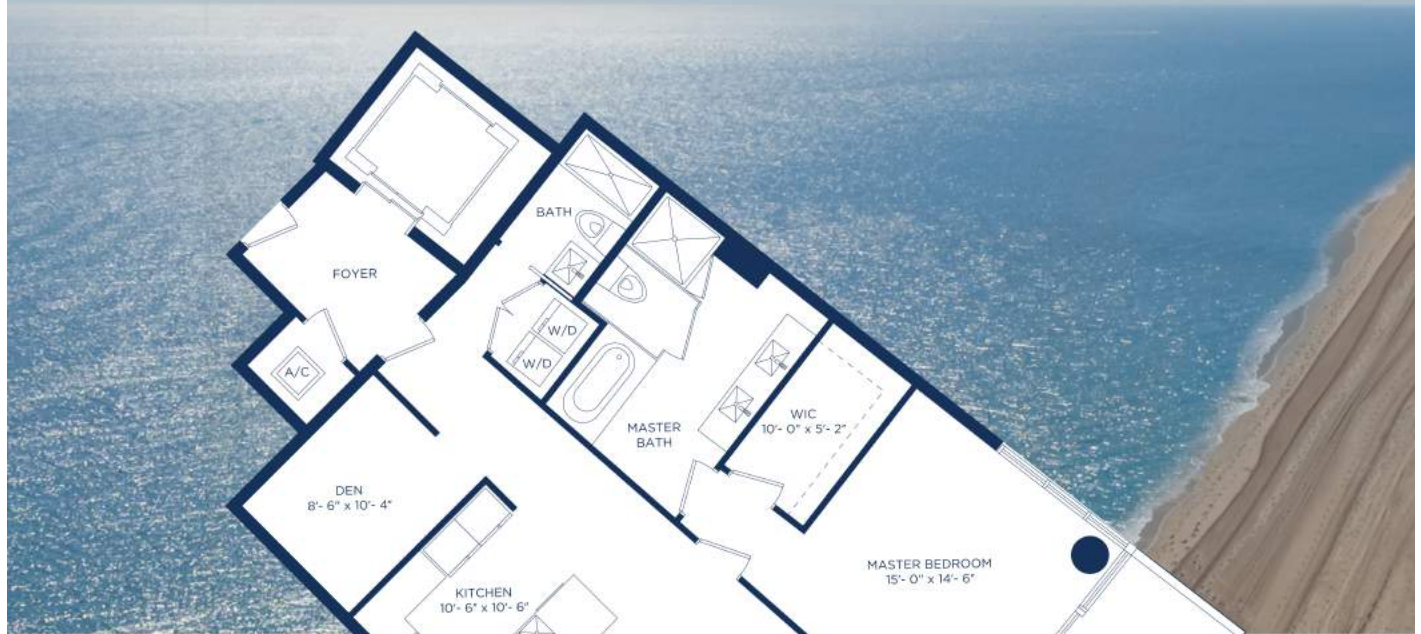 BATH
FOYER
W/D
W/D
A/C
WIC
10'- 0" x 5'- 2"
MASTER
BATH
DEN
8'- 6" x 10'- 4"
MASTER BEDROOM
15'- 0" x 14'- 6"
KITCHEN
10'- 6" x 10'- 6"